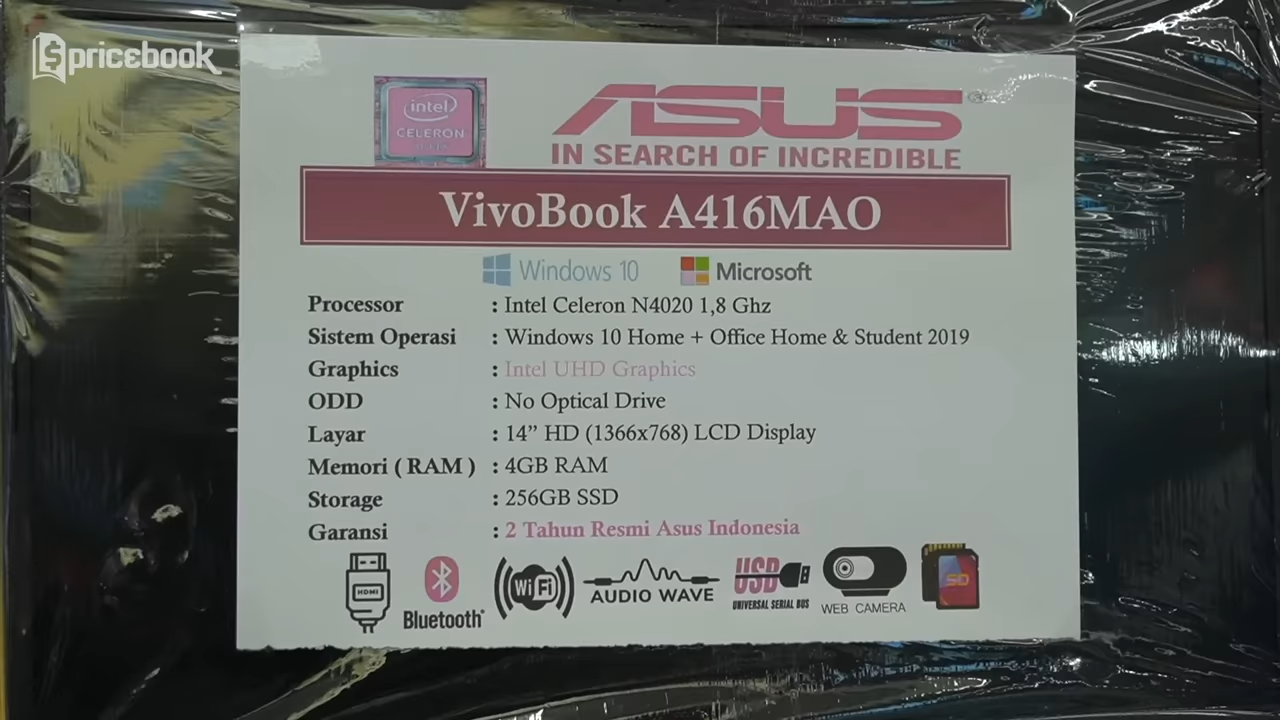 pricebook
intel
CELERON
ASUS
IN SEARCH OF INCREDIBLE
VivoBook A416MAO
Windows 10 Microsoft
Processor : Intel Celeron N4020 1,8 Ghz
Sistem Operasi : Windows 10 Home + Office Home & Student 2019
Graphics : Intel UHD Graphics
ODD : No Optical Drive
Layar : 14” HD (1366x768) LCD Display
Memori ( RAM ) : 4GB RAM
Storage : 256GB SSD
Garansi : 2 Tahun Resmi Asus Indonesia
HDMI
Bluetooth
WiFi
AUDIO WAVE
USB
UNIVERSAL SERIAL BUS
WEB CAMERA
SD